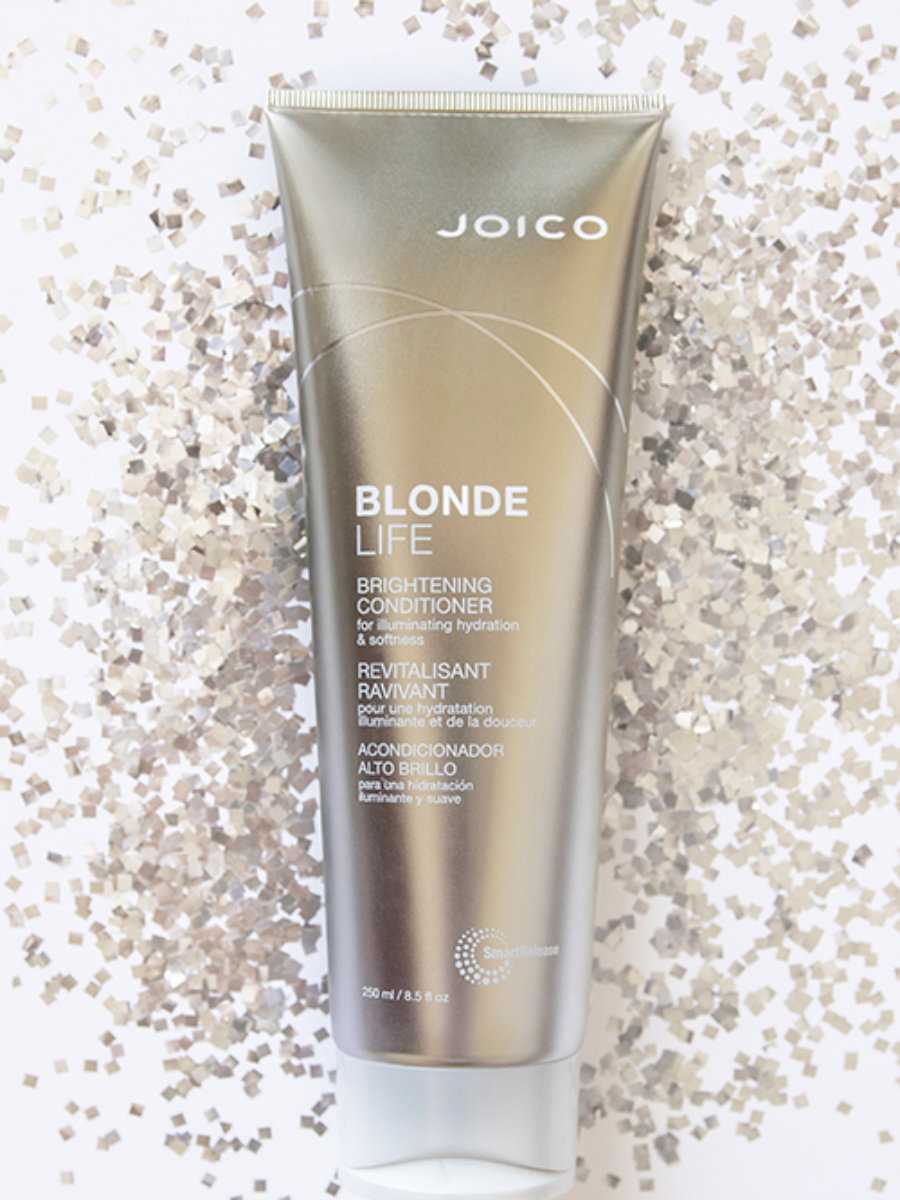 JOICO
BLONDE
LIFE
BRIGHTENING
CONDITIONER
for illuminating hydration
& softness
REVITALISANT
RAVIVANT
pour une hydratation
illuminante et de la douceur
ACONDICIONADOR
ALTO BRILLO
para una hidratación
iluminante y suave
SmartRelease
250 ml / 8.5 fl oz